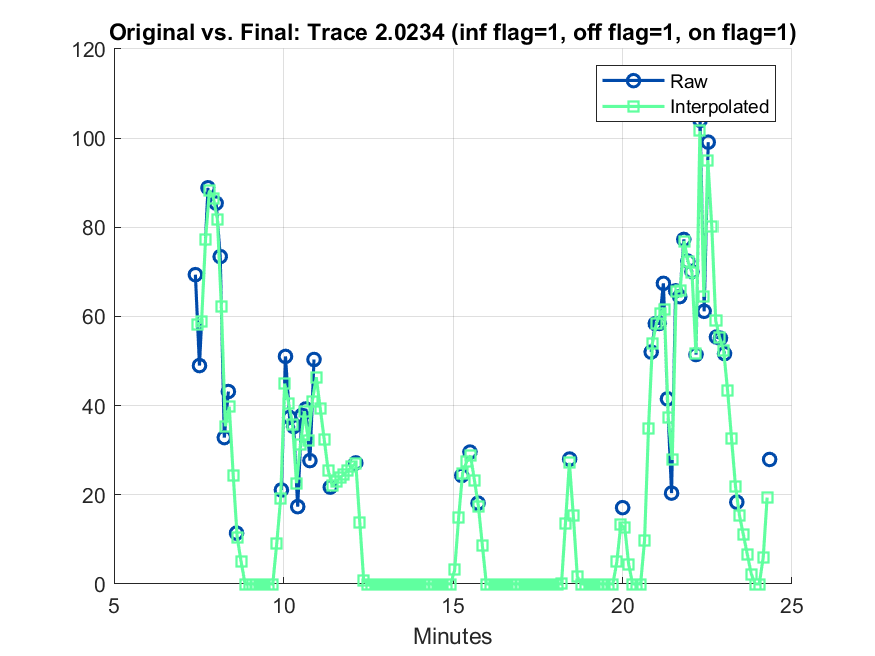 Original vs. Final: Trace 2.0234 (inf flag=1, off flag=1, on flag=1)
120
100
80
60
40
20
0
Raw
Interpolated
5 10 15 20 25
Minutes